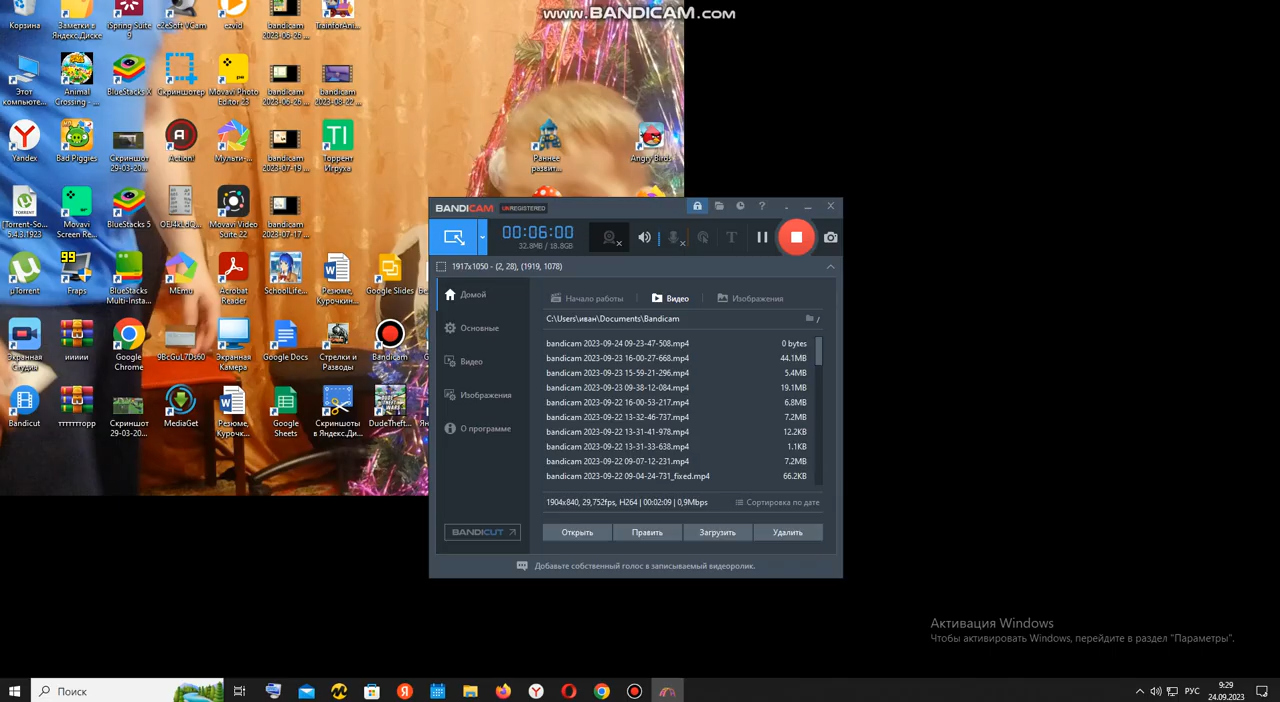 www.BANDICAM.com
Корзина
Заметки в
Яндекс.Диске
iSpring Suite
9
e2eSoft VCam
ezvid
bandicam
2023-06-26 ...
TrainforAni...
Этот
компьюте...
Animal
Crossing - ...
BlueStacks X
Скриншотер
Movavi Photo
Editor 23
bandicam
2023-06-26 ...
bandicam
2023-08-22 ...
Yandex
Bad Piggies
Скриншот
29-03-20...
Action!
Мульти-...
bandicam
2023-07-19 ...
Торрент
Игруха
Раннее
развит...
Angry Birds
[Torrent-So...
5.4.3.1923
Movavi
Screen Re...
BlueStacks 5
Movavi Video
Suite 22
bandicam
2023-07-17 ...
µTorrent
99
Fraps
BlueStacks
Multi-Insta...
MEmu
Acrobat
Reader
SchoolLife...
Резюме,
Курочкин...
Google Slides
Экранная
Студия
иииии
Google
Chrome
9BcGuL7Ds60
Экранная
Камера
Google Docs
Стрелки и
Разводы
Bandicam
Bandicut
ттттттторр
Скриншот
29-03-20...
MediaGet
Резюме,
Курочк...
Google
Sheets
Скриншоты
в Яндекс.Ди...
DudeTheft...
BANDICAM UNREGISTERED
00:06:00
32.8MB / 18.8GB
1917x1050 - (2, 28), (1919, 1078)
Домой
Основные
Видео
Изображения
О программе
BANDICUT
Начало работы
Видео
Изображения
C:\Users\иван\Documents\Bandicam
/
bandicam 2023-09-24 09-23-47-508.mp4 0 bytes
bandicam 2023-09-23 16-00-27-668.mp4 44.1MB
bandicam 2023-09-23 15-59-21-296.mp4 5.4MB
bandicam 2023-09-23 09-38-12-084.mp4 19.1MB
bandicam 2023-09-22 16-00-53-217.mp4 6.8MB
bandicam 2023-09-22 13-32-46-737.mp4 7.2MB
bandicam 2023-09-22 13-31-41-978.mp4 12.2KB
bandicam 2023-09-22 13-31-33-638.mp4 1.1KB
bandicam 2023-09-22 09-07-12-231.mp4 7.2MB
bandicam 2023-09-22 09-04-24-731_fixed.mp4 66.2KB
1904x840, 29,752fps, H264 | 00:02:09 | 0,9Mbps Сортировка по дате
Открыть Править Загрузить Удалить
Добавьте собственный голос в записываемый видеоролик.
Активация Windows
Чтобы активировать Windows, перейдите в раздел "Параметры".
Поиск
РУС
9:29
24.09.2023